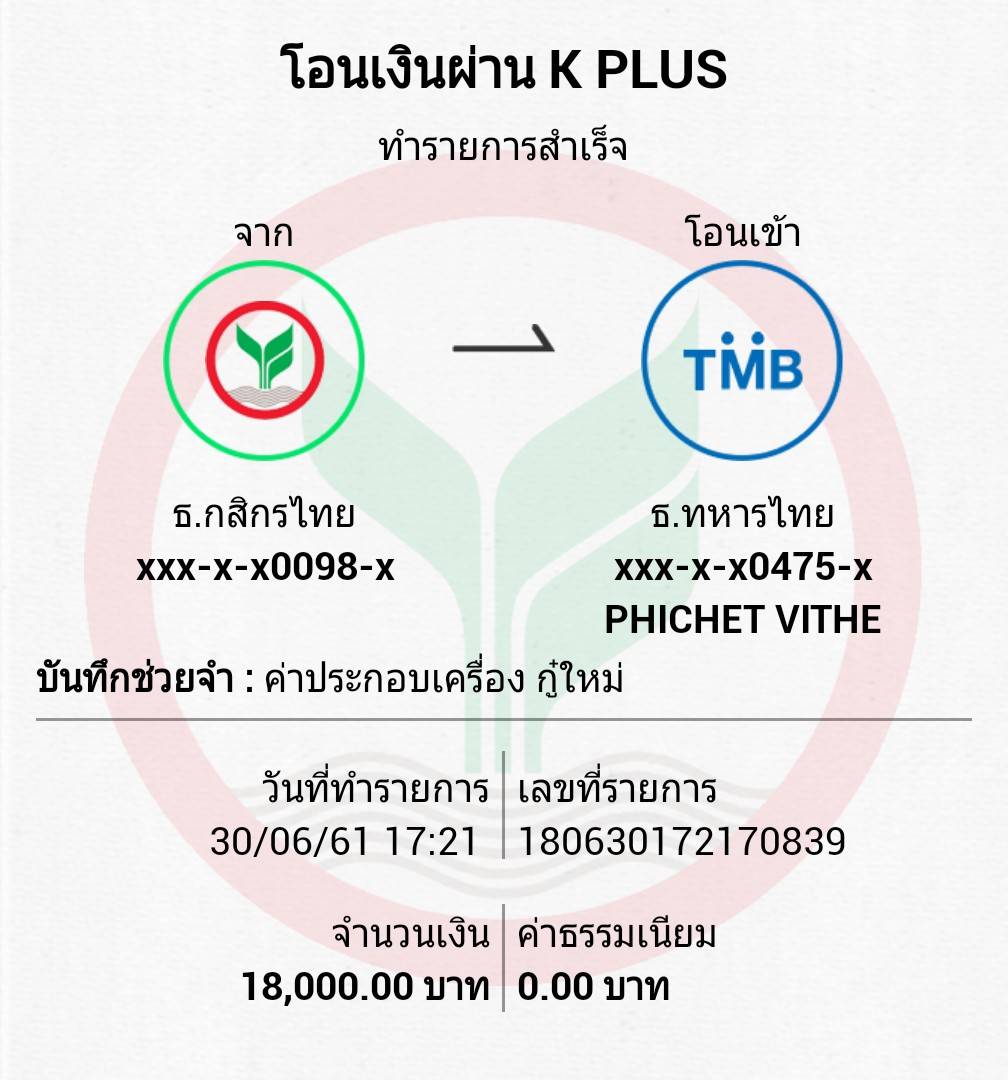 โอนเงินผ่าน K PLUS
ทำรายการสำเร็จ
จาก
โอนเข้า
TMB
ธ.กสิกรไทย
xxx-x-x0098-x
ธ.ทหารไทย
xxx-x-x0475-x
PHICHET VITHE
บันทึกช่วยจำ : ค่าประกอบเครื่อง กู๋ใหม่
วันที่ทำรายการ
30/06/61 17:21
เลขที่รายการ
180630172170839
จำนวนเงิน
18,000.00 บาท
ค่าธรรมเนียม
0.00 บาท